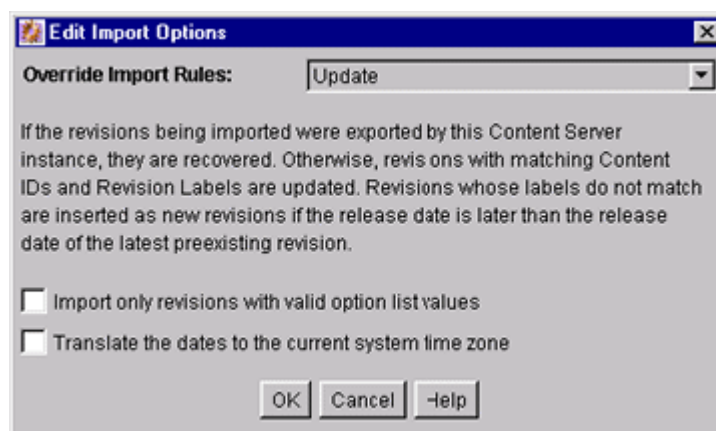 Edit Import Options
Override Import Rules: Update
If the revisions being imported were exported by this Content Server
instance, they are recovered. Otherwise, revis ons with matching Content
IDs and Revision Labels are updated. Revisions whose labels do not match
are inserted as new revisions if the release date is later than the release
date of the latest preexisting revision.
Import only revisions with valid option list values
Translate the dates to the current system time zone
OK Cancel Help